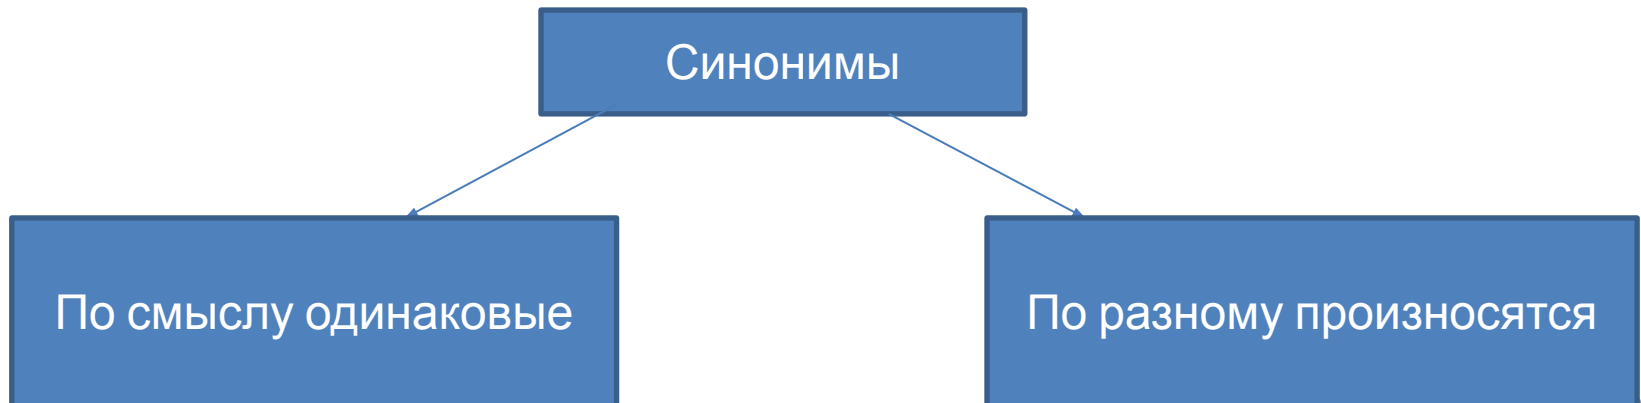 Синонимы
По смыслу одинаковые
По разному произносятся